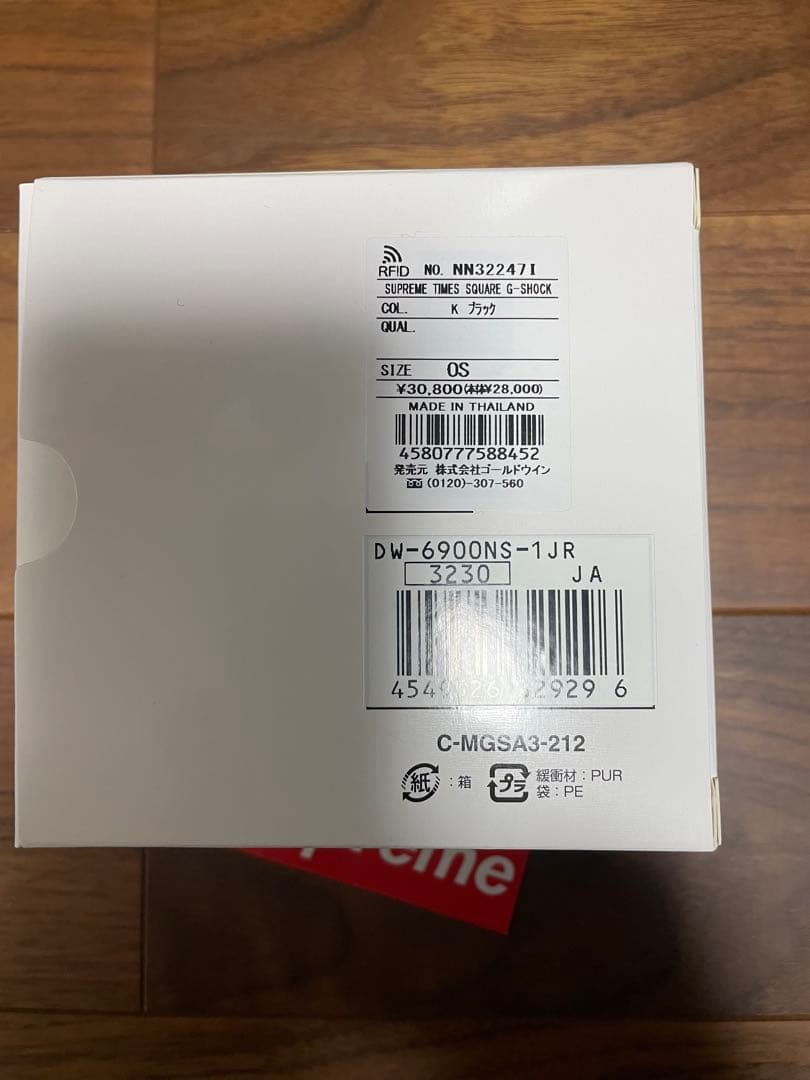 RFID NO. NN32247I
SUPREME TIMES SQUARE G-SHOCK
COL. K ブラック
QUAL.
SIZE OS
¥30,800(本体¥28,000)
MADE IN THAILAND
4580777588452
発売元 株式会社ゴールドウイン
(0120)-307-560
DW-6900NS-1JR
3230 JA
C-MGSA3-212
紙 :箱
プラ 緩衝材:PUR
袋:PE